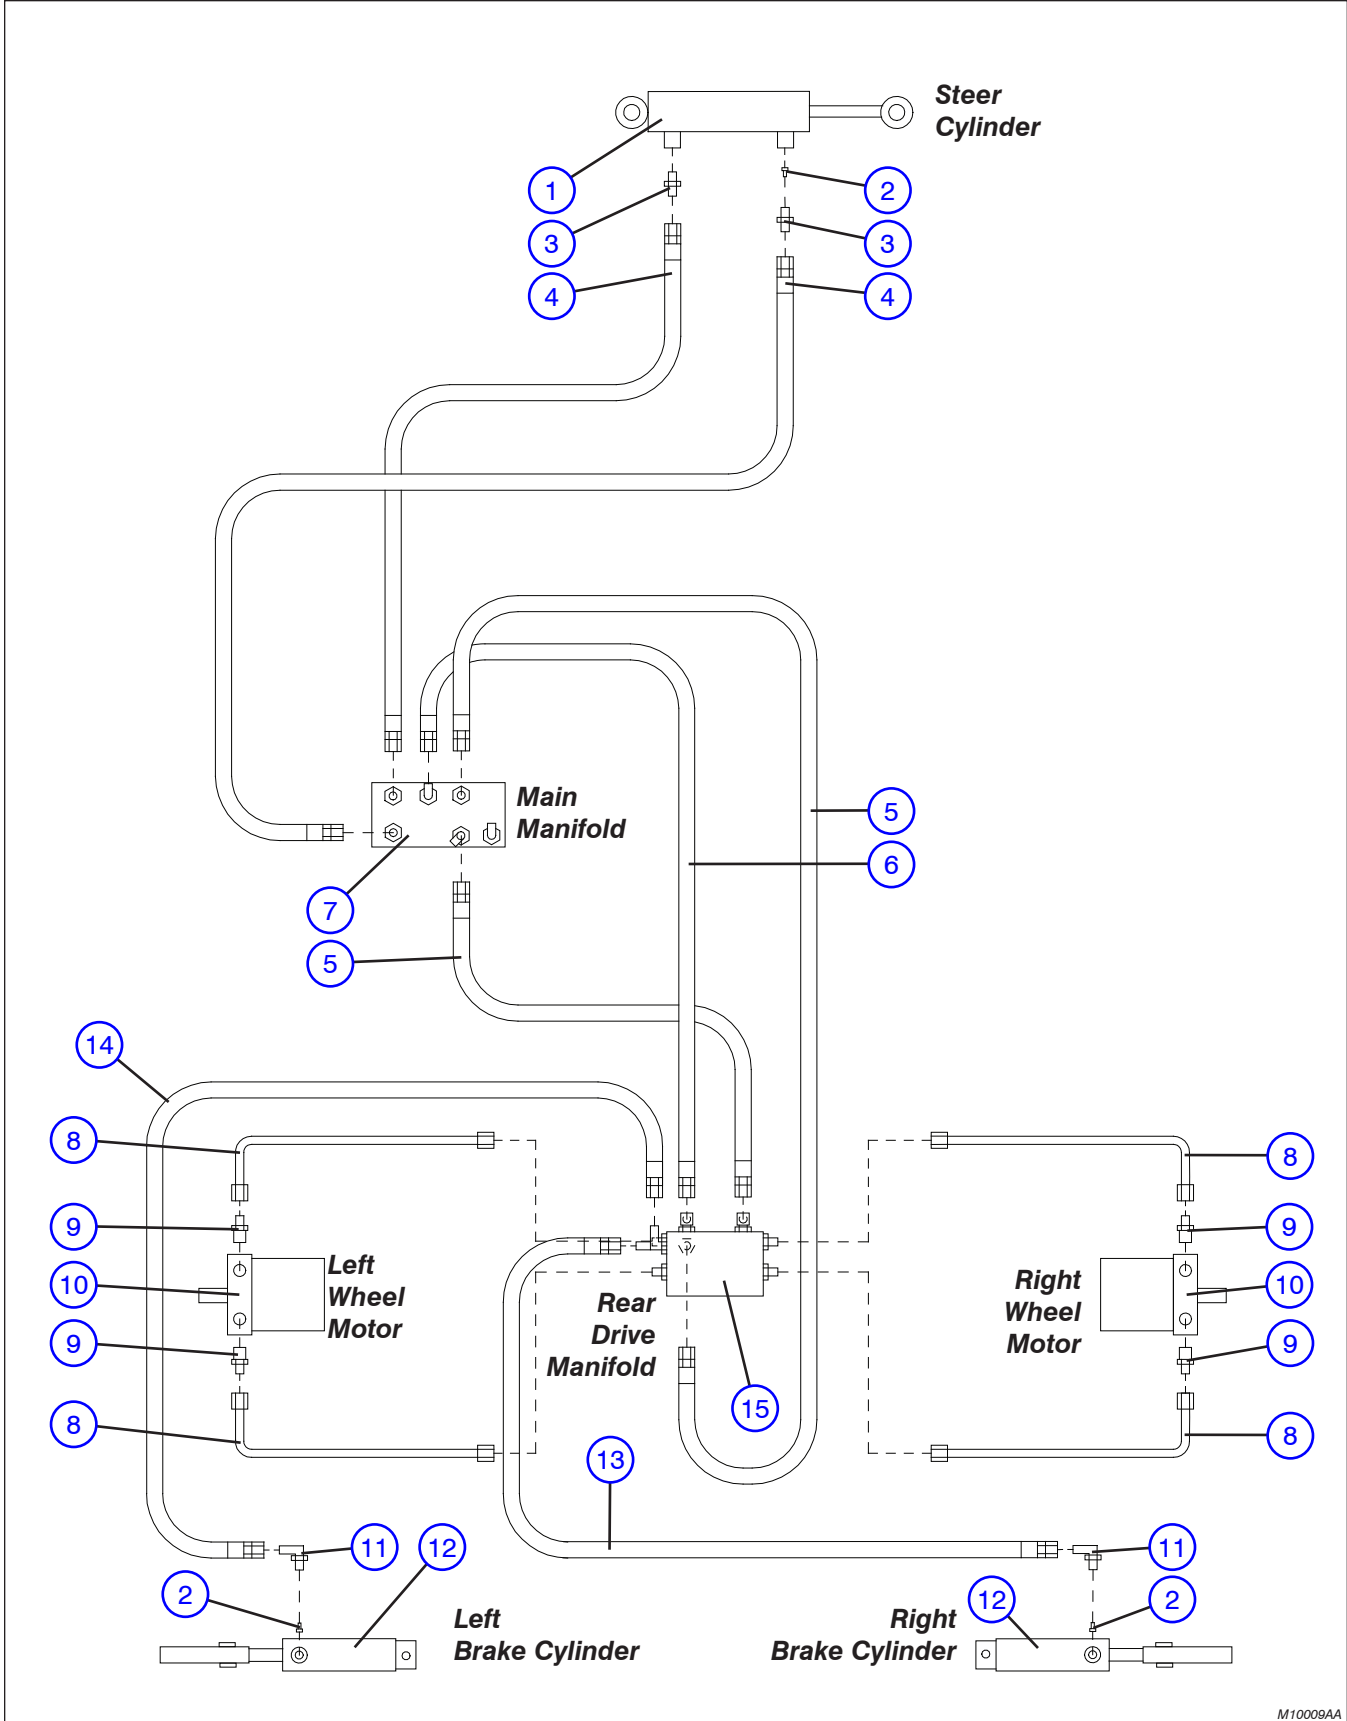 Steer
Cylinder
1
2
3
3
4
4
Main
Manifold
5
6
7
5
14
8
8
9
9
Left
Wheel
Motor
10
Right
Wheel
Motor
10
Rear
Drive
Manifold
9
9
15
8
8
13
11
12
11
2
12
2
Left
Brake Cylinder
Right
Brake Cylinder
M10009AA